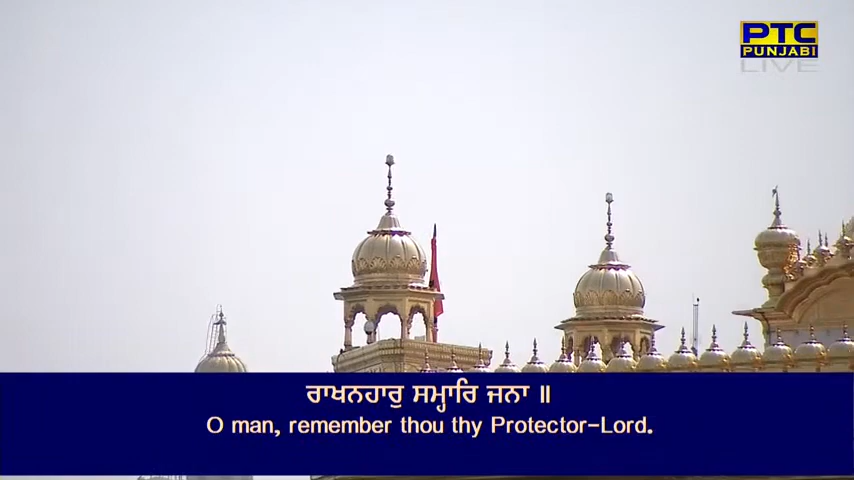 PTC
PUNJABI
LIVE
ਰਾਖਨਹਾਰੁ ਸਮ੍ਹਾਰਿ ਜਨਾ ॥
O man, remember thou thy Protector-Lord.